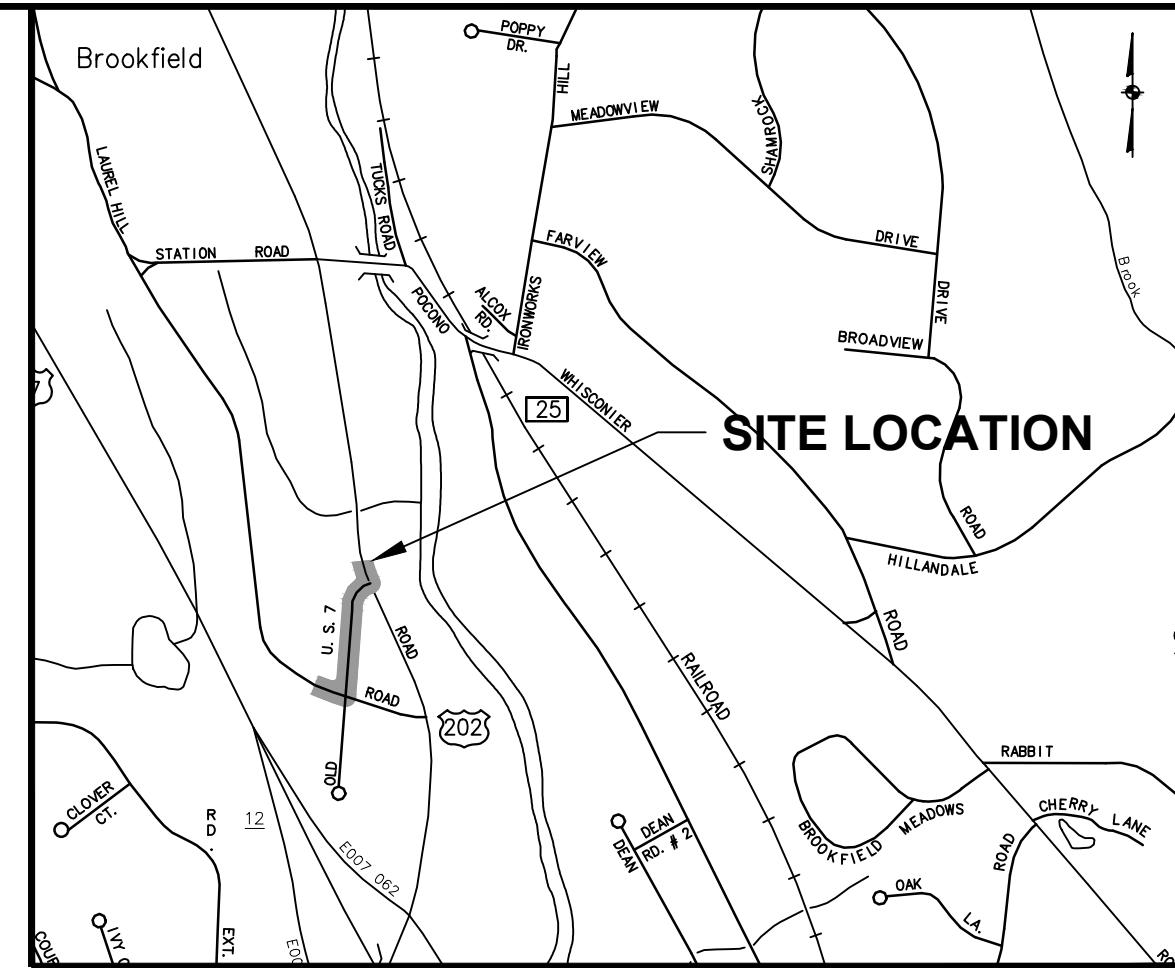 Brookfield
POPPY
DR.
HILL
MEADOWVIEW
SHAMROCK
LAUREL HILL
TUCKS ROAD
STATION ROAD
FARVIEW
DRIVE
DRIVE
Brook
POCONO
ALCOX
RD.
IRONWORKS
BROADVIEW
7
WHISCONIER
25
SITE LOCATION
ROAD
HILLANDALE
U. S. 7
ROAD
ROAD
RAILROAD
ROAD
202
OLD
RABBIT
CLOVER
CT.
RD.
12
E007 062
DEAN
RD. # 2
DEAN
BROOKFIELD
MEADOWS
CHERRY LANE
ROAD
OAK
LA.
IVY
EXT.